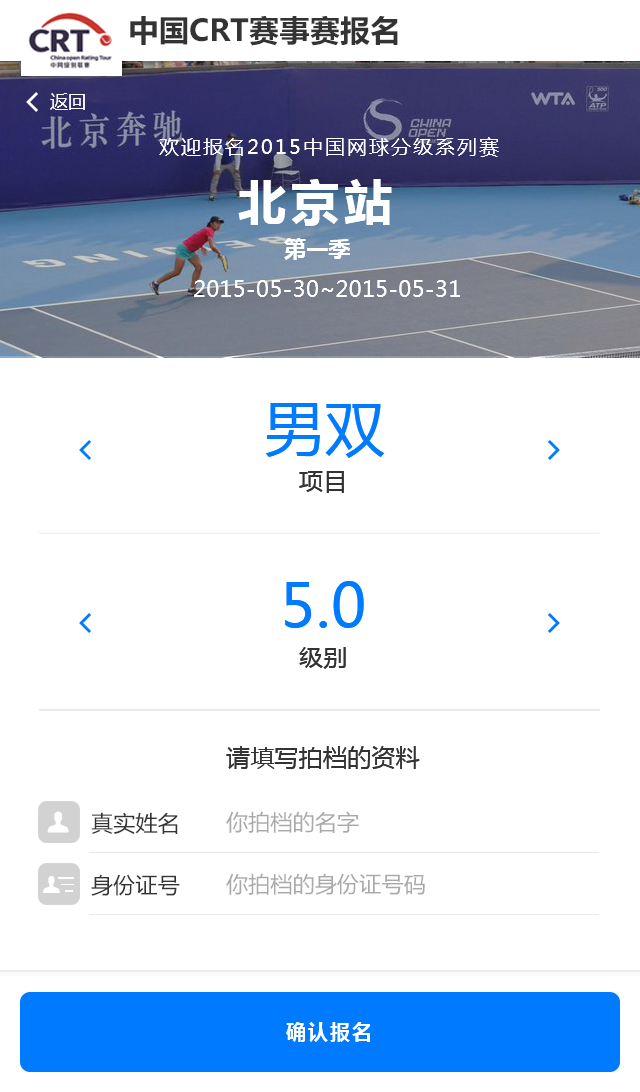 CRT
China open Rating Tour
中网级别联赛
中国CRT赛事赛报名
返回
北京奔驰
CHINA
OPEN
WTA
500
ATP
欢迎报名2015中国网球分级系列赛
北京站
第一季
BEIJING
2015-05-30~2015-05-31
男双
项目
5.0
级别
请填写拍档的资料
真实姓名
你拍档的名字
身份证号
你拍档的身份证号码
确认报名